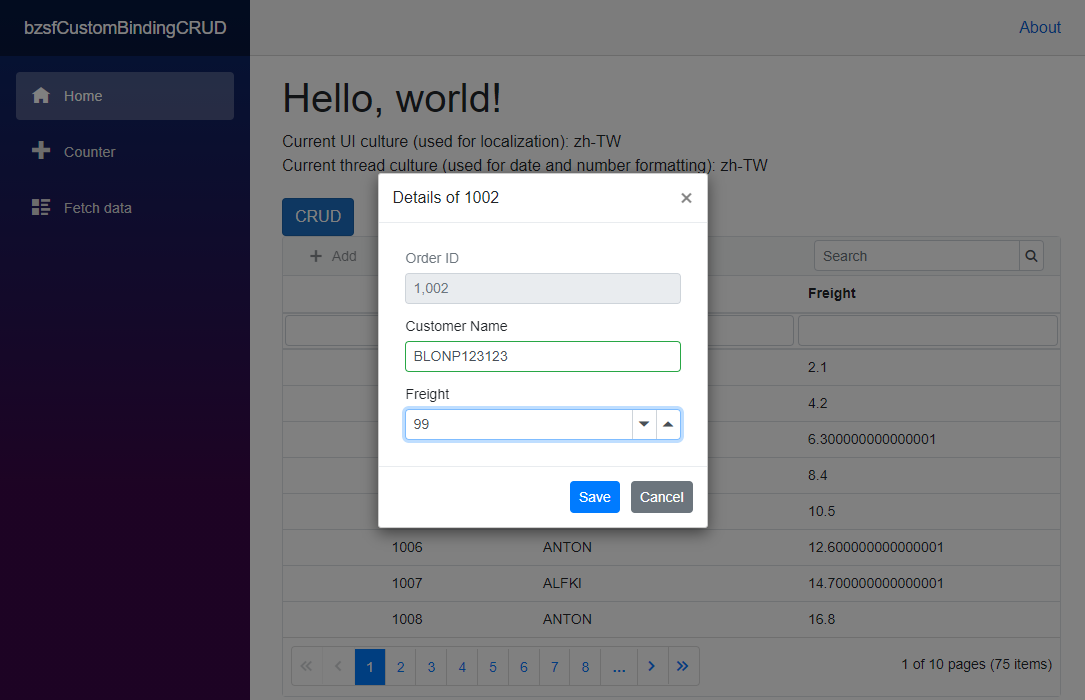 bzsfCustomBindingCRUD
About
Home
Counter
Fetch data
Hello, world!
Current UI culture (used for localization): zh-TW
Current thread culture (used for date and number formatting): zh-TW
CRUD
Add
Search
Freight
Details of 1002
×
Order ID
1,002
Customer Name
BLONP123123
Freight
99
Save
Cancel
2.1
4.2
6.300000000000001
8.4
10.5
1006 ANTON 12.600000000000001
1007 ALFKI 14.700000000000001
1008 ANTON 16.8
1 2 3 4 5 6 7 8 ...
1 of 10 pages (75 items)